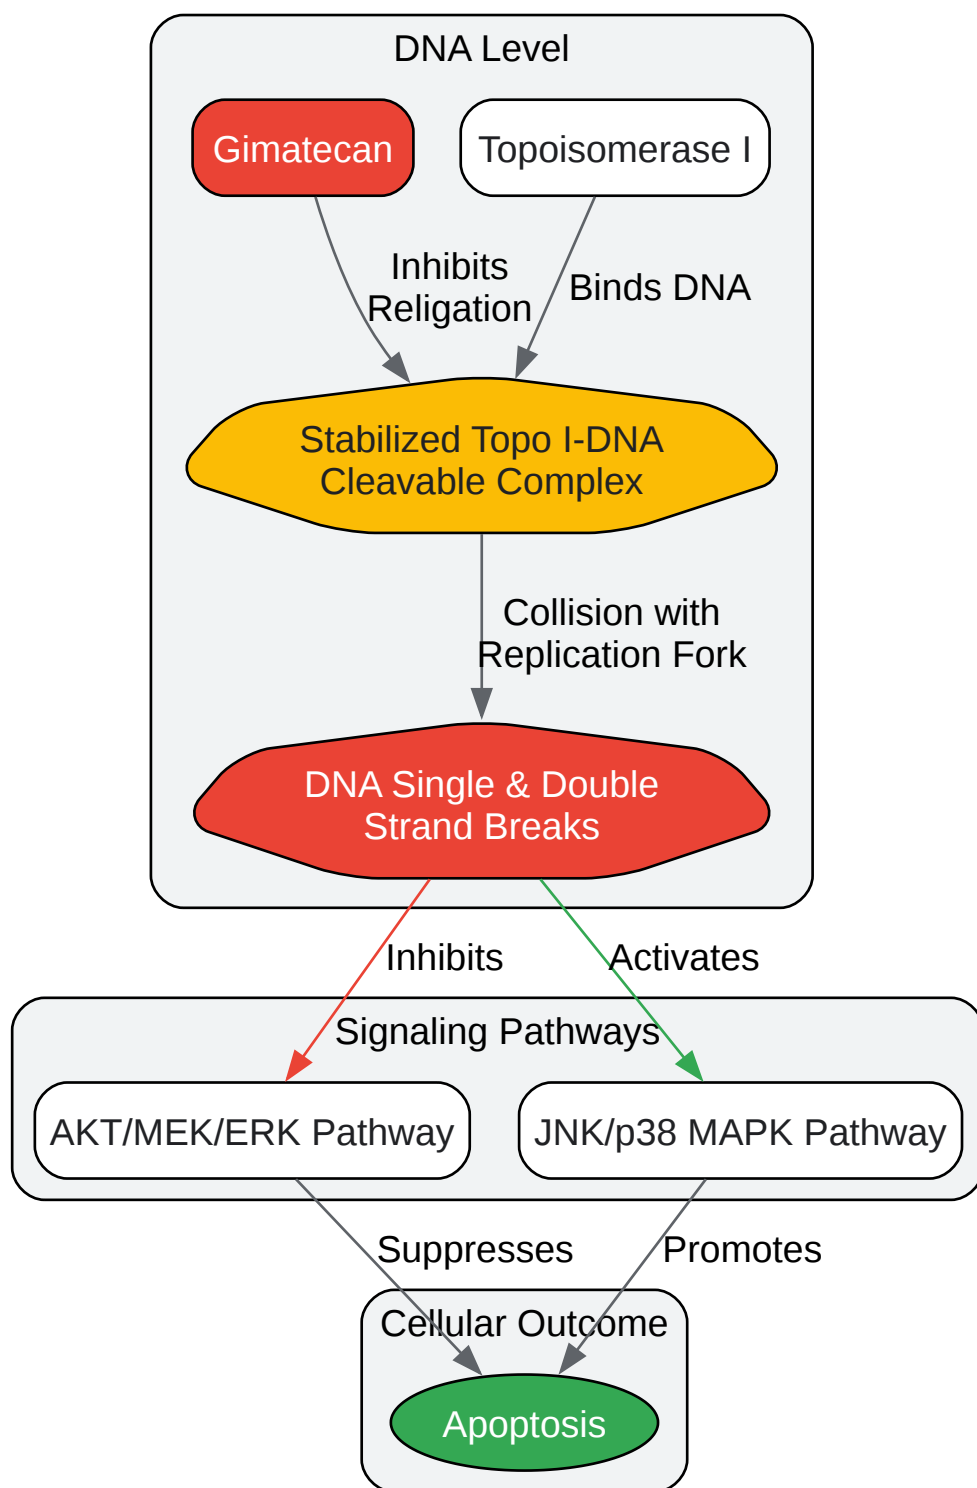 DNA Level
Gimatecan
Topoisomerase I
Inhibits
Religation
Binds DNA
Stabilized Topo I-DNA
Cleavable Complex
Collision with
Replication Fork
DNA Single & Double
Strand Breaks
Inhibits
Activates
Signaling Pathways
AKT/MEK/ERK Pathway
JNK/p38 MAPK Pathway
Suppresses
Promotes
Cellular Outcome
Apoptosis